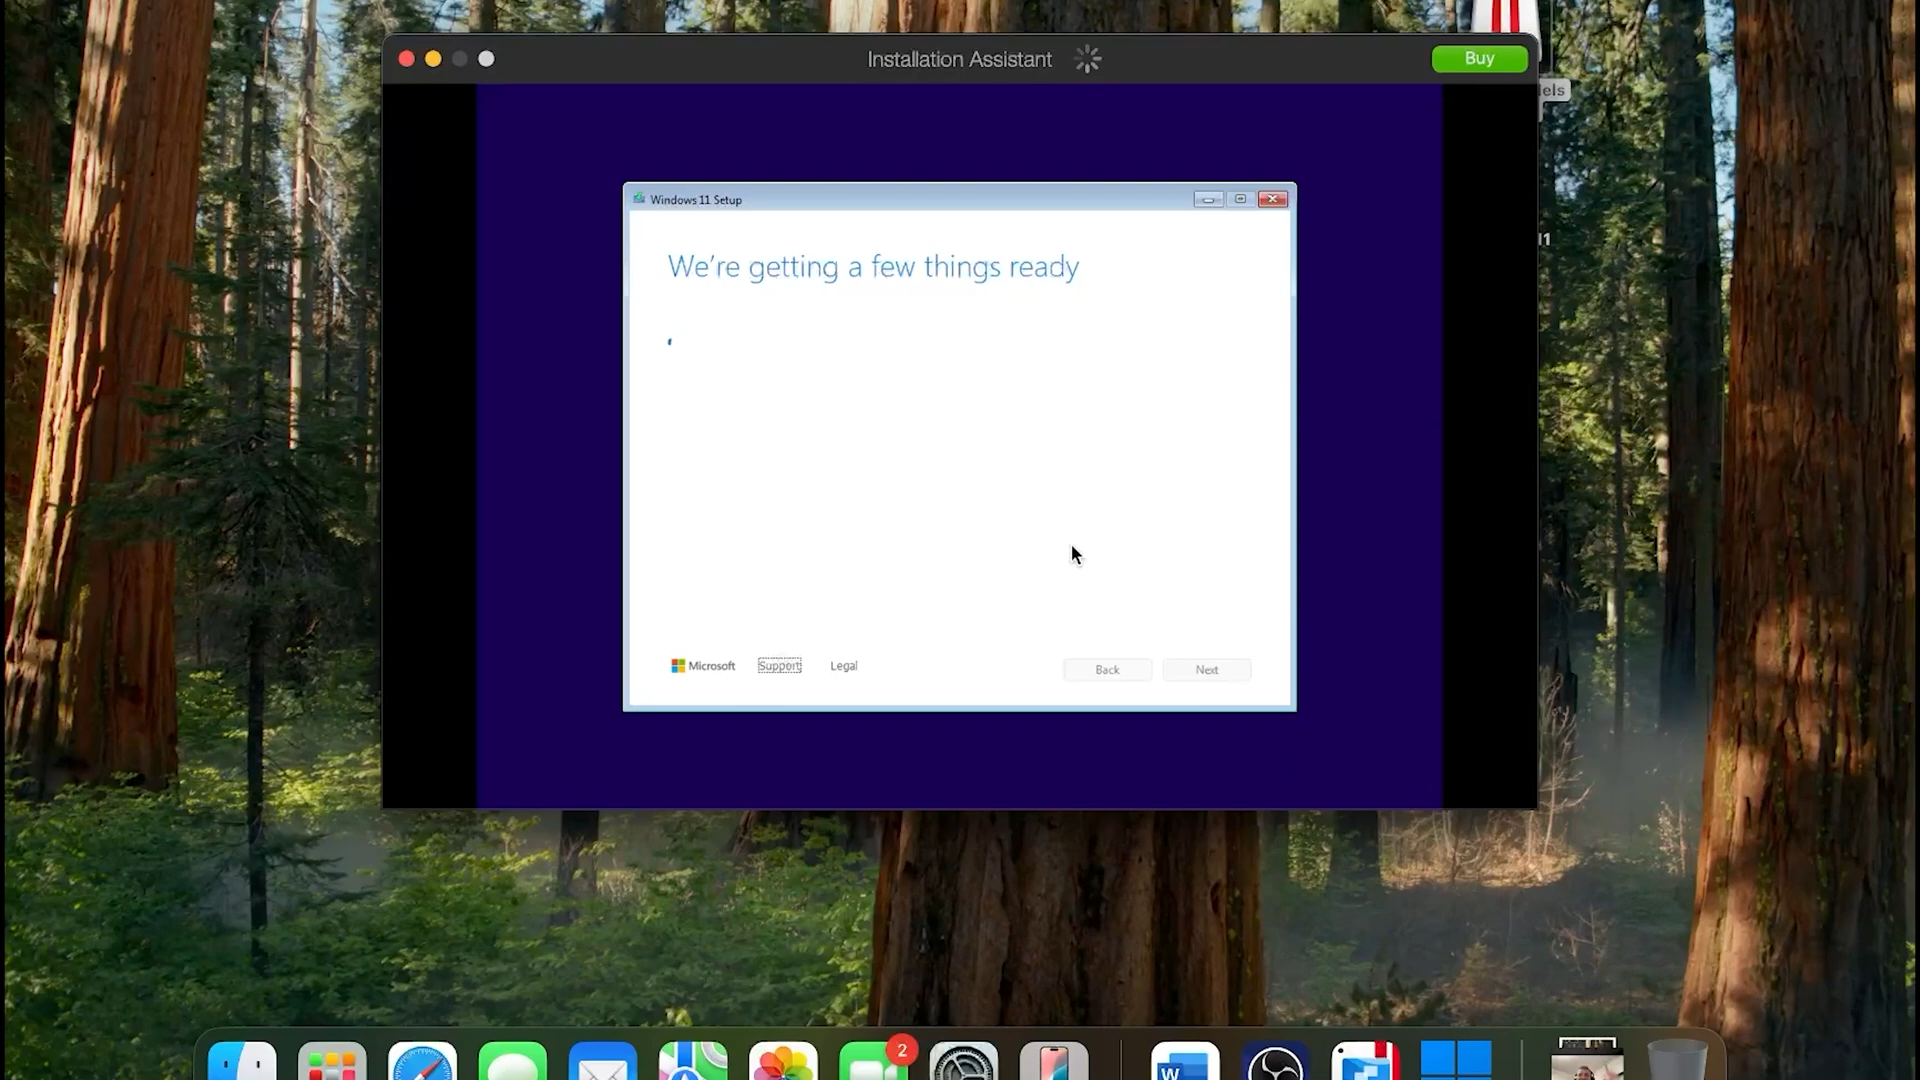 Installation Assistant
Buy
els
11
Windows 11 Setup
We're getting a few things ready
Microsoft
Support
Legal
Back
Next
2
W